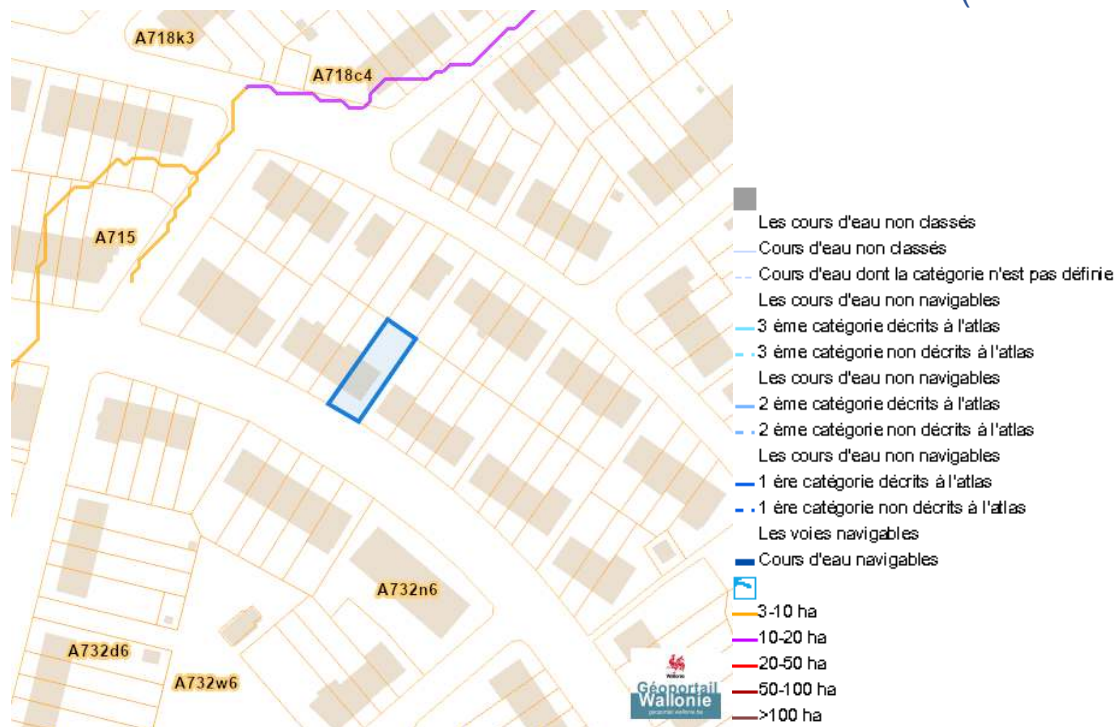 (
A718k3
A718c4
A715
A732n6
A732d6
A732w6
Wallonie
Géoportail
Wallonie
geoportail.wallonie.be
Les cours d'eau non classés
Cours d'eau non classés
Cours d'eau dont la catégorie n'est pas définie
Les cours d'eau non navigables
3 ème catégorie décrits à l'atlas
3 ème catégorie non décrits à l'atlas
Les cours d'eau non navigables
2 ème catégorie décrits à l'atlas
2 ème catégorie non décrits à l'atlas
Les cours d'eau non navigables
1 ère catégorie décrits à l'atlas
1 ère catégorie non décrits à l'atlas
Les voies navigables
Cours d'eau navigables
3-10 ha
10-20 ha
20-50 ha
50-100 ha
>100 ha